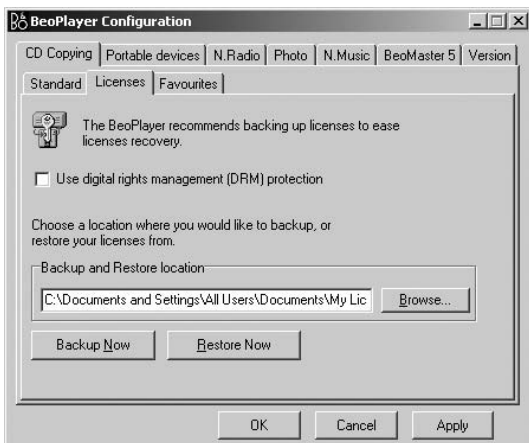 BeoPlayer Configuration
CD Copying Portable devices N.Radio Photo N.Music BeoMaster 5 Version
Standard Licenses Favourites
The BeoPlayer recommends backing up licenses to ease
licenses recovery.
Use digital rights management (DRM) protection
Choose a location where you would like to backup, or
restore your licenses from.
Backup and Restore location
C:\Documents and Settings\All Users\Documents\My Lic Browse...
Backup Now Restore Now
OK Cancel Apply